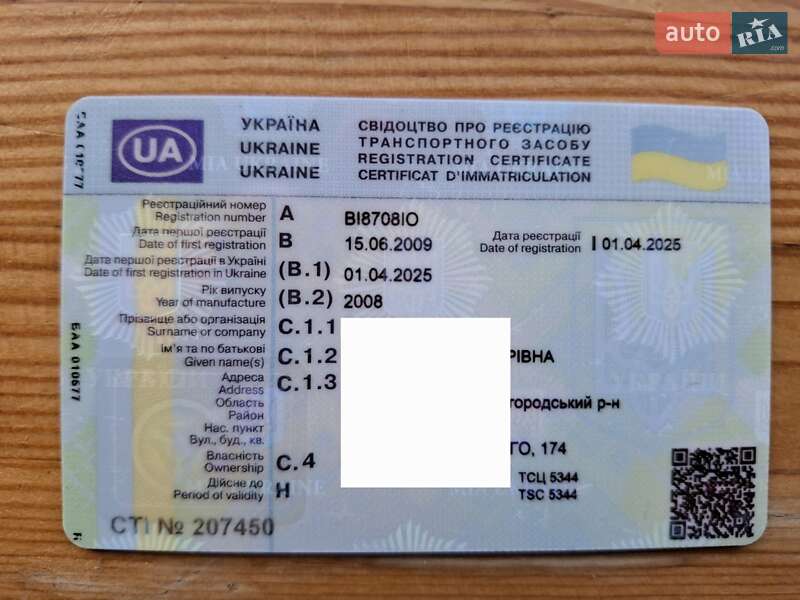 auto RIA.com
УКРАЇНА
UKRAINE
UKRAINE
СВІДОЦТВО ПРО РЕЄСТРАЦІЮ
ТРАНСПОРТНОГО ЗАСОБУ
REGISTRATION CERTIFICATE
CERTIFICAT D'IMMATRICULATION
UA
Реєстраційний номер
Registration number A BI8708IO
Дата першої реєстрації
Date of first registration B 15.06.2009
Дата реєстрації
Date of registration I 01.04.2025
Дата першої реєстрації в Україні
Date of first registration in Ukraine (B.1) 01.04.2025
Рік випуску
Year of manufacture (B.2) 2008
Прізвище або організація
Surname or company C.1.1
Ім'я та по батькові
Given name(s) C.1.2 РІВНА
Адреса
Address C.1.3
Область
Район городський р-н
Нас. пункт
Вул., буд., кв. ГО, 174
Власність
Ownership C.4
ТСЦ 5344
Дійсне до
Period of validity H
TSC 5344
СТІ № 207450
ЕАА 010677